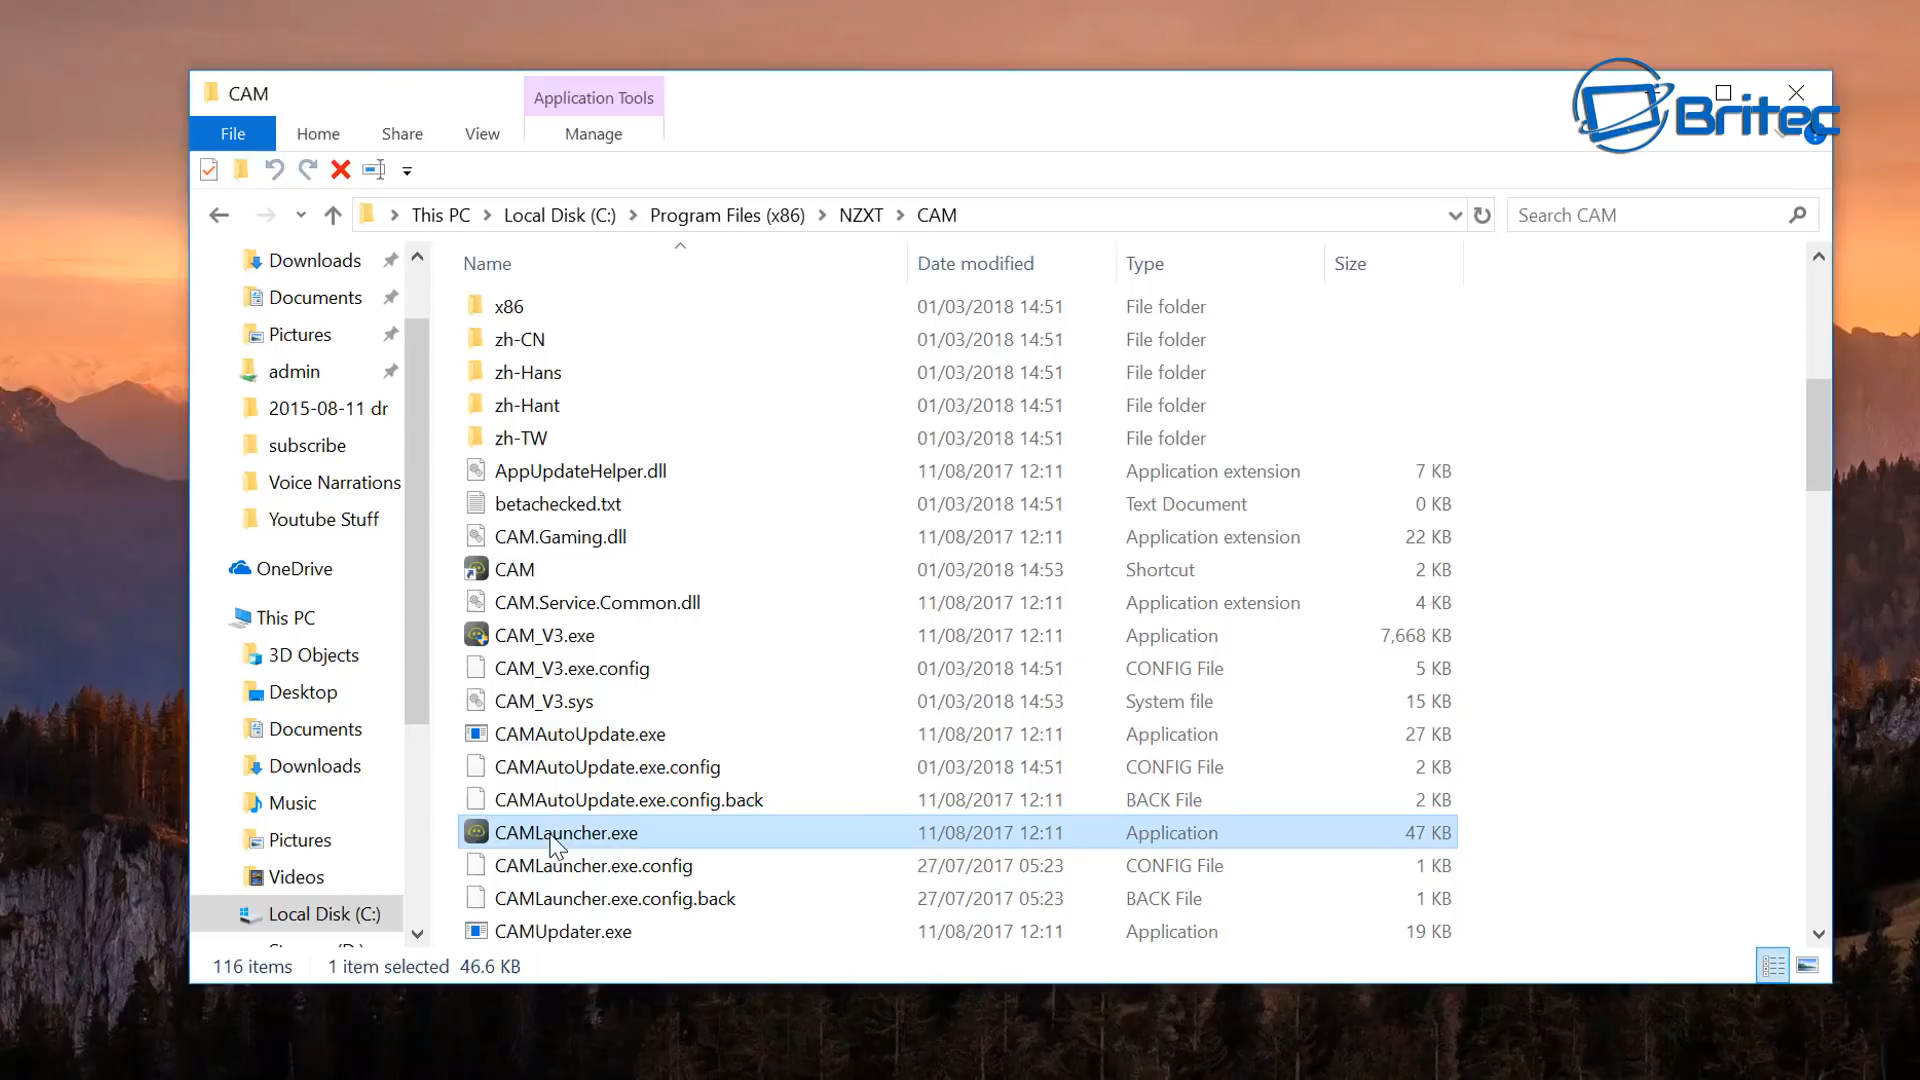 CAM
Application Tools
Britec
File Home Share View Manage
This PC Local Disk (C:) Program Files (x86) NZXT CAM
Search CAM
Downloads
Documents
Pictures
admin
2015-08-11 dr
subscribe
Voice Narrations
Youtube Stuff
OneDrive
This PC
3D Objects
Desktop
Documents
Downloads
Music
Pictures
Videos
Local Disk (C:)
Name Date modified Type Size
x86 01/03/2018 14:51 File folder
zh-CN 01/03/2018 14:51 File folder
zh-Hans 01/03/2018 14:51 File folder
zh-Hant 01/03/2018 14:51 File folder
zh-TW 01/03/2018 14:51 File folder
AppUpdateHelper.dll 11/08/2017 12:11 Application extension 7 KB
betachecked.txt 01/03/2018 14:51 Text Document 0 KB
CAM.Gaming.dll 11/08/2017 12:11 Application extension 22 KB
CAM 01/03/2018 14:53 Shortcut 2 KB
CAM.Service.Common.dll 11/08/2017 12:11 Application extension 4 KB
CAM_V3.exe 11/08/2017 12:11 Application 7,668 KB
CAM_V3.exe.config 01/03/2018 14:51 CONFIG File 5 KB
CAM_V3.sys 01/03/2018 14:53 System file 15 KB
CAMAutoUpdate.exe 11/08/2017 12:11 Application 27 KB
CAMAutoUpdate.exe.config 01/03/2018 14:51 CONFIG File 2 KB
CAMAutoUpdate.exe.config.back 11/08/2017 12:11 BACK File 2 KB
CAMLauncher.exe 11/08/2017 12:11 Application 47 KB
CAMLauncher.exe.config 27/07/2017 05:23 CONFIG File 1 KB
CAMLauncher.exe.config.back 27/07/2017 05:23 BACK File 1 KB
CAMUpdater.exe 11/08/2017 12:11 Application 19 KB
116 items 1 item selected 46.6 KB